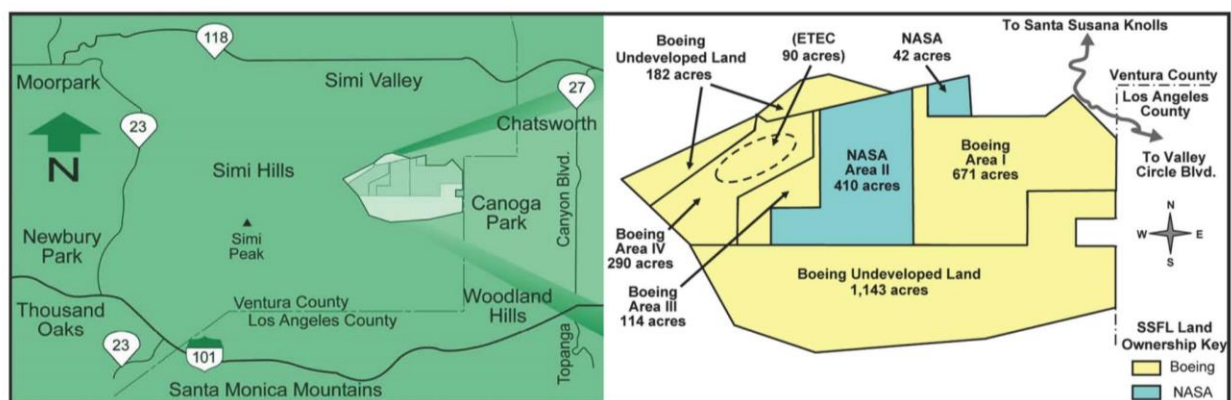 118
Moorpark
Simi Valley
27
Chatsworth
N
23
Simi Hills
Canoga
Park
Canyon Blvd.
Newbury
Park
Simi
Peak
Ventura County
Los Angeles County
Woodland
Hills
Thousand
Oaks
23
101
Topanga
Santa Monica Mountains
Boeing
Undeveloped Land
182 acres
(ETEC
90 acres)
NASA
42 acres
To Santa Susana Knolls
Ventura County
Los Angeles
County
NASA
Area II
410 acres
Boeing
Area I
671 acres
To Valley
Circle Blvd.
N
W
E
S
Boeing
Area IV
290 acres
Boeing
Area III
114 acres
Boeing Undeveloped Land
1,143 acres
SSFL Land
Ownership Key
Boeing
NASA